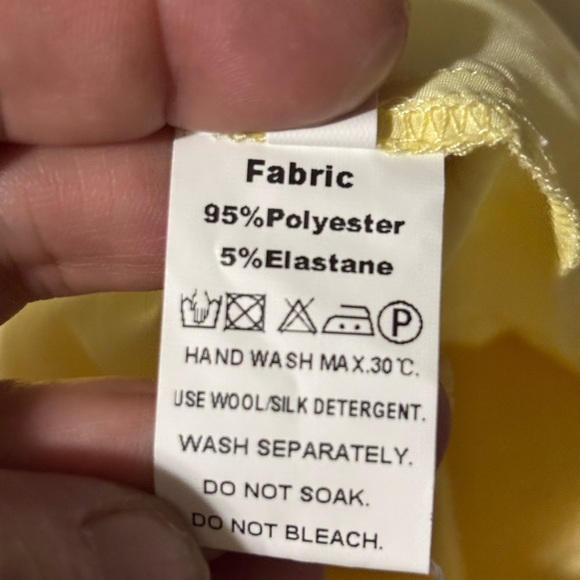 Fabric
95%Polyester
5%Elastane
P
HAND WASH MAX.30℃.
USE WOOL/SILK DETERGENT.
WASH SEPARATELY.
DO NOT SOAK.
DO NOT BLEACH.